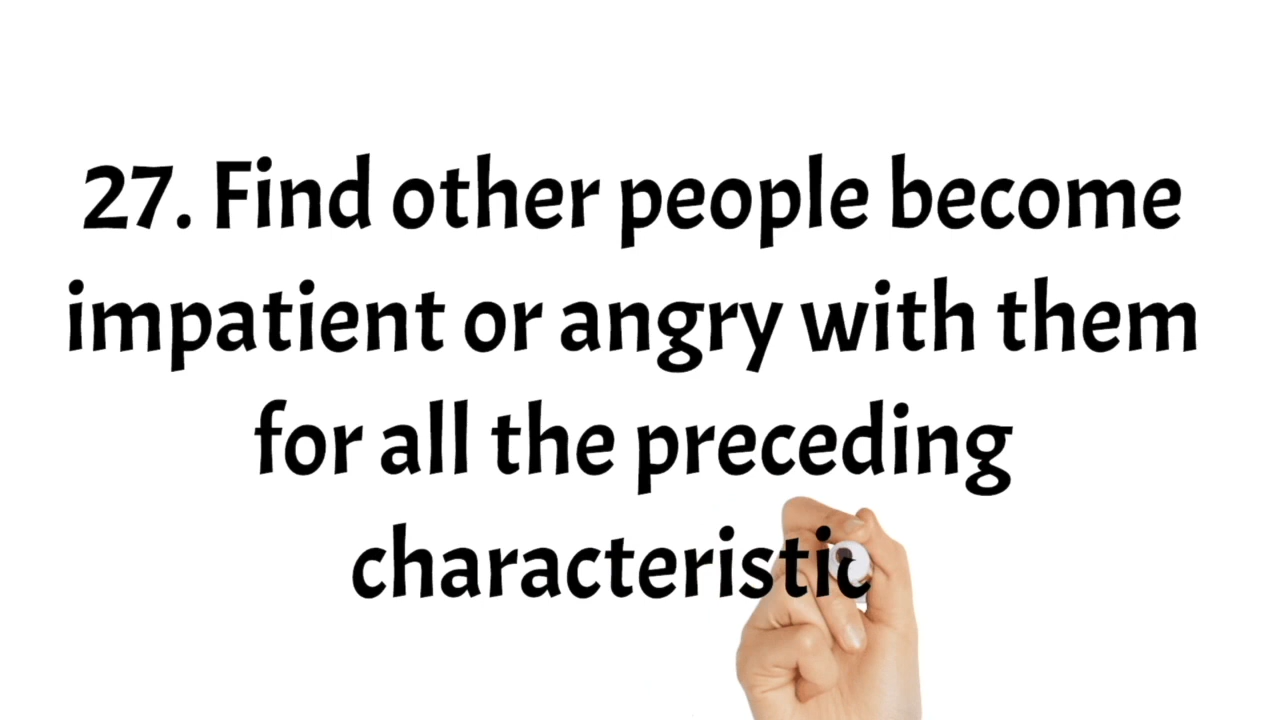 27. Find other people become
impatient or angry with them
for all the preceding
characteristic